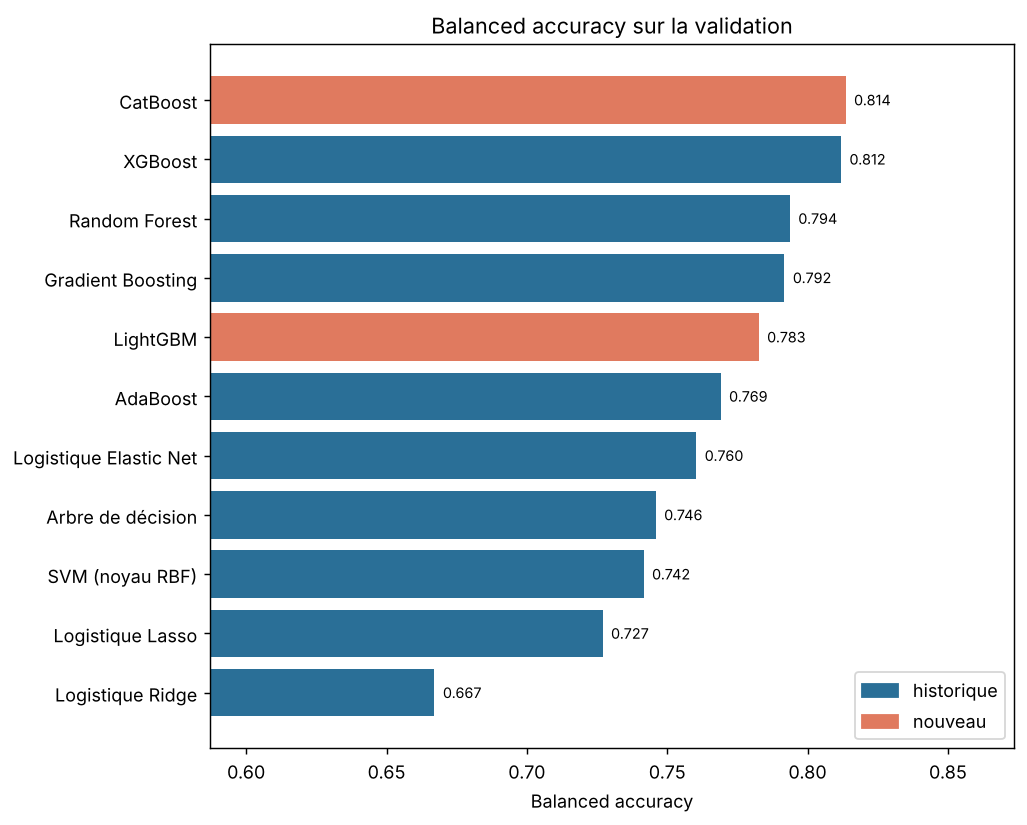 Balanced accuracy sur la validation
CatBoost
0.814
XGBoost
0.812
Random Forest
0.794
Gradient Boosting
0.792
LightGBM
0.783
AdaBoost
0.769
Logistique Elastic Net
0.760
Arbre de décision
0.746
SVM (noyau RBF)
0.742
Logistique Lasso
0.727
Logistique Ridge
0.667
historique
nouveau
0.60 0.65 0.70 0.75 0.80 0.85
Balanced accuracy